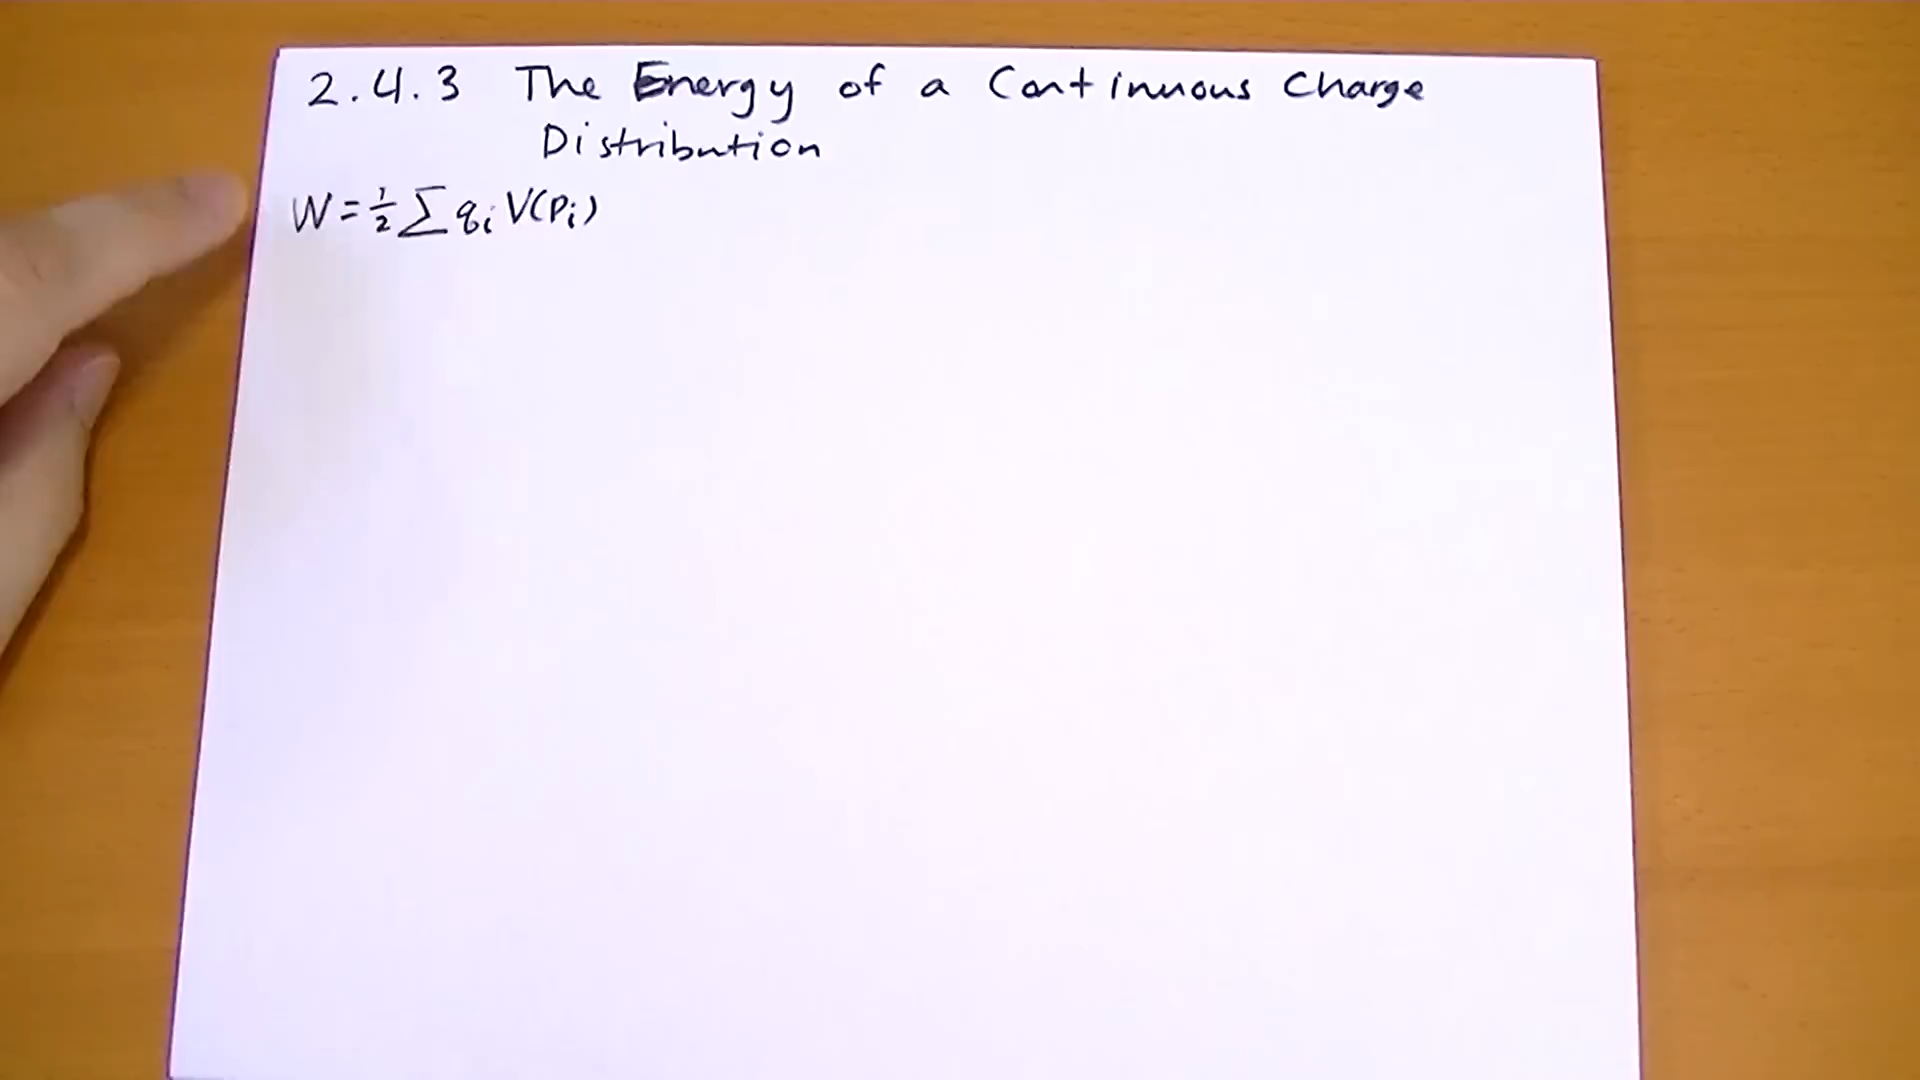 2.4.3 The Energy of a Continuous Charge
Distribution
W = 1/2 ∑ qᵢ V(Pᵢ)